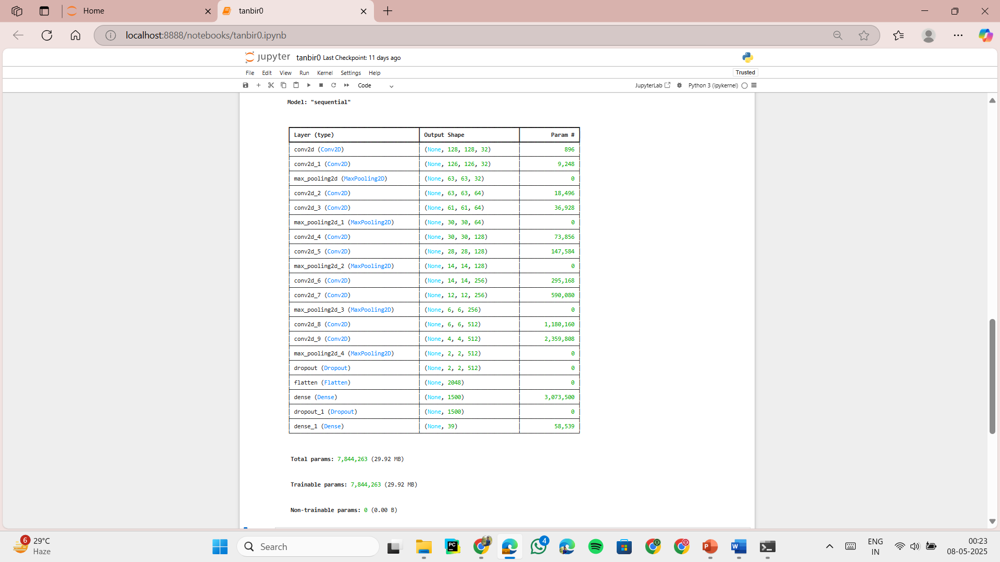 Home
tanbir0
localhost:8888/notebooks/tanbir0.ipynb
jupyter tanbir0 Last Checkpoint: 11 days ago
File Edit View Run Kernel Settings Help Trusted
Code JupyterLab Python 3 (ipykernel)
Model: "sequential"
Layer (type) Output Shape Param #
conv2d (Conv2D) (None, 128, 128, 32) 896
conv2d_1 (Conv2D) (None, 126, 126, 32) 9,248
max_pooling2d (MaxPooling2D) (None, 63, 63, 32) 0
conv2d_2 (Conv2D) (None, 63, 63, 64) 18,496
conv2d_3 (Conv2D) (None, 61, 61, 64) 36,928
max_pooling2d_1 (MaxPooling2D) (None, 30, 30, 64) 0
conv2d_4 (Conv2D) (None, 30, 30, 128) 73,856
conv2d_5 (Conv2D) (None, 28, 28, 128) 147,584
max_pooling2d_2 (MaxPooling2D) (None, 14, 14, 128) 0
conv2d_6 (Conv2D) (None, 14, 14, 256) 295,168
conv2d_7 (Conv2D) (None, 12, 12, 256) 590,080
max_pooling2d_3 (MaxPooling2D) (None, 6, 6, 256) 0
conv2d_8 (Conv2D) (None, 6, 6, 512) 1,180,160
conv2d_9 (Conv2D) (None, 4, 4, 512) 2,359,808
max_pooling2d_4 (MaxPooling2D) (None, 2, 2, 512) 0
dropout (Dropout) (None, 2, 2, 512) 0
flatten (Flatten) (None, 2048) 0
dense (Dense) (None, 1500) 3,073,500
dropout_1 (Dropout) (None, 1500) 0
dense_1 (Dense) (None, 39) 58,539
Total params: 7,844,263 (29.92 MB)
Trainable params: 7,844,263 (29.92 MB)
Non-trainable params: 0 (0.00 B)
6
29°C
Haze
Search
PC
4
P
W
ENG
IN
00:23
08-05-2025